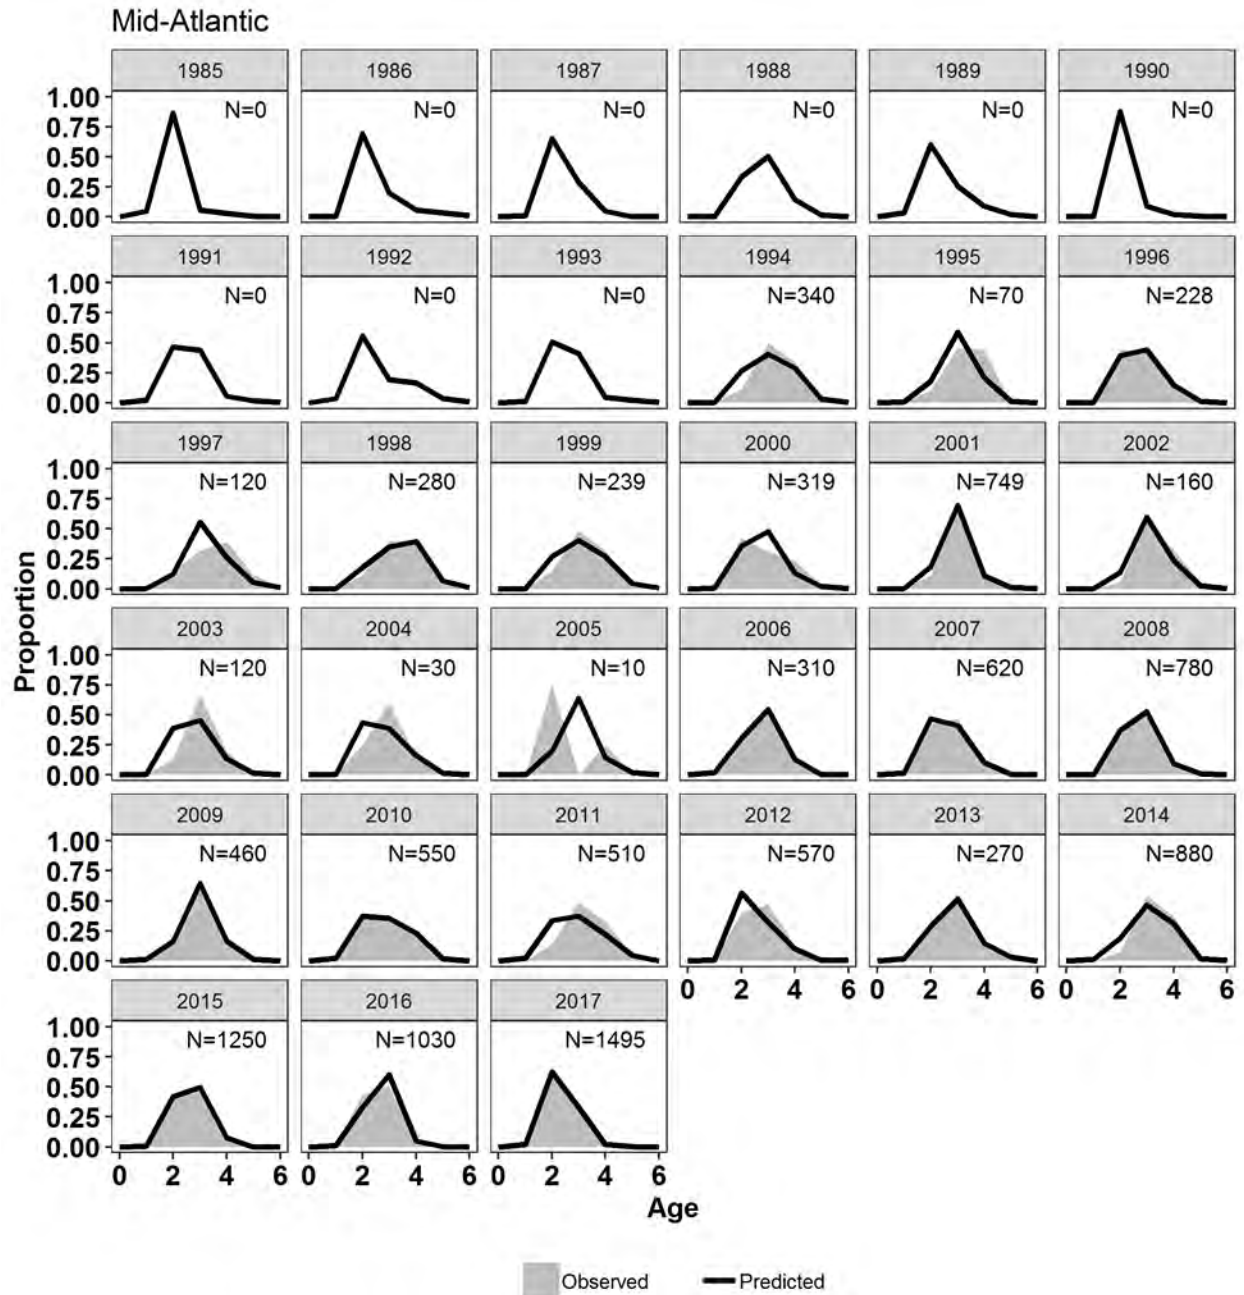 Mid-Atlantic
1985 1986 1987 1988 1989 1990
1.00 N=0 N=0 N=0 N=0 N=0 N=0
0.75
0.50
0.25
0.00
1991 1992 1993 1994 1995 1996
1.00 N=0 N=0 N=0 N=340 N=70 N=228
0.75
0.50
0.25
0.00
1997 1998 1999 2000 2001 2002
1.00 N=120 N=280 N=239 N=319 N=749 N=160
0.75
0.50
0.25
0.00
Proportion
2003 2004 2005 2006 2007 2008
1.00 N=120 N=30 N=10 N=310 N=620 N=780
0.75
0.50
0.25
0.00
2009 2010 2011 2012 2013 2014
1.00 N=460 N=550 N=510 N=570 N=270 N=880
0.75
0.50
0.25
0.00
0 2 4 6 0 2 4 6 0 2 4 6
2015 2016 2017
1.00 N=1250 N=1030 N=1495
0.75
0.50
0.25
0.00
0 2 4 6 0 2 4 6 0 2 4 6
Age
Observed Predicted